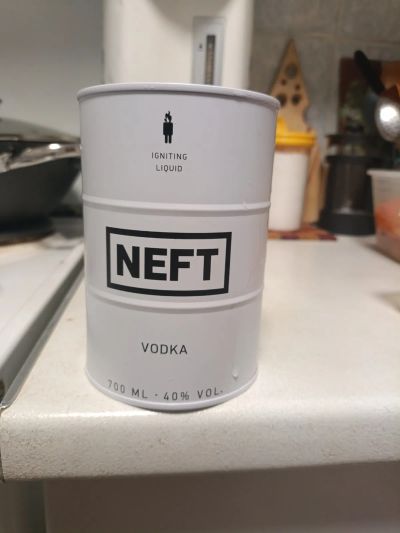 IGNITING
LIQUID
NEFT
VODKA
700 ML · 40% VOL.